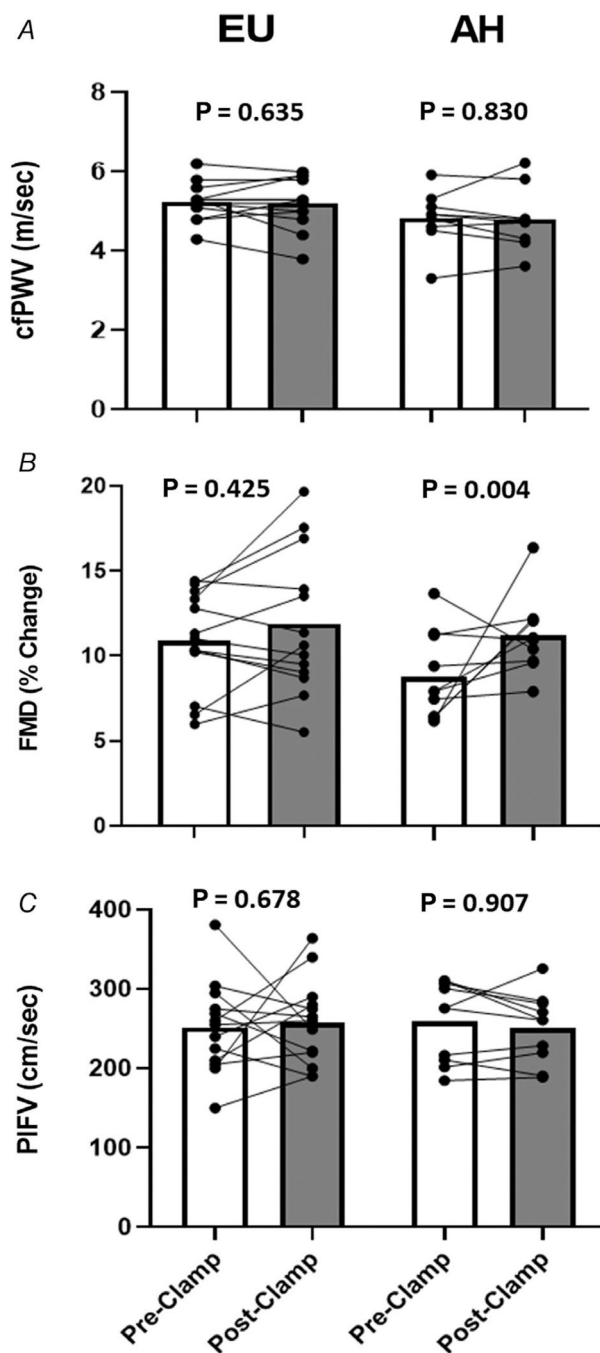 A
EU
AH
P = 0.635
P = 0.830
cfPWV (m/sec)
8
6
4
2
0
B
P = 0.425
P = 0.004
FMD (% Change)
20
15
10
5
0
C
P = 0.678
P = 0.907
PIFV (cm/sec)
400
300
200
100
0
Pre-Clamp
Post-Clamp
Pre-Clamp
Post-Clamp